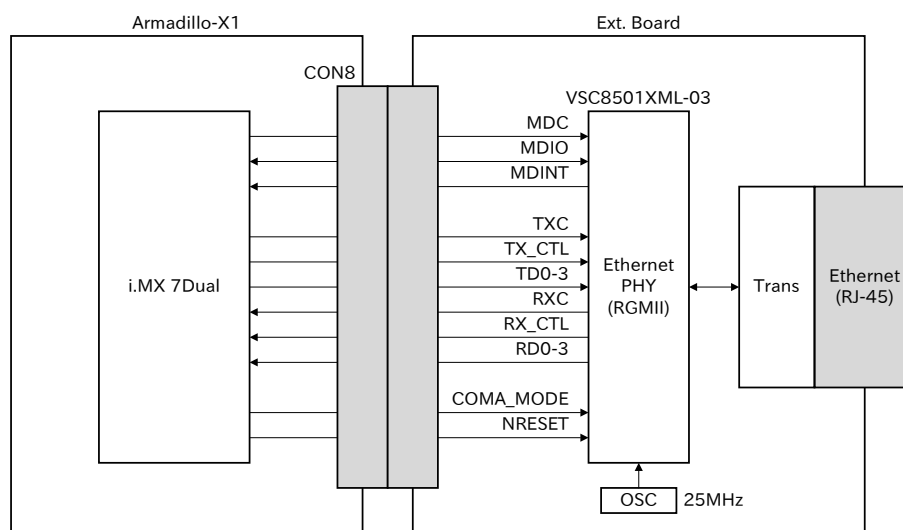 Armadillo-X1
Ext. Board
CON8
VSC8501XML-03
MDC
MDIO
MDINT
TXC
TX_CTL
TD0-3
RXC
RX_CTL
RD0-3
COMA_MODE
NRESET
i.MX 7Dual
Ethernet
PHY
(RGMII)
Trans
Ethernet
(RJ-45)
OSC
25MHz